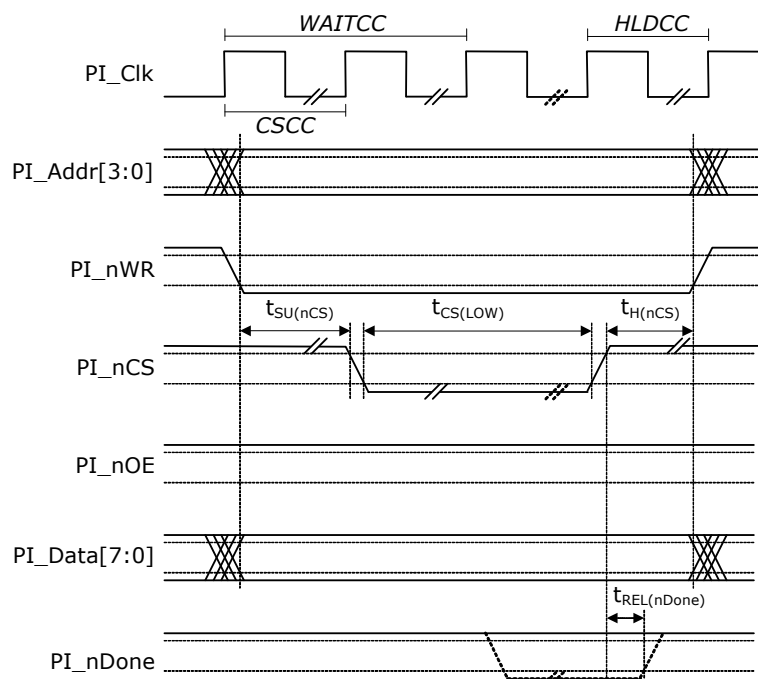 WAITCC
HLDCC
PI_Clk
CSCC
PI_Addr[3:0]
PI_nWR
tSU(nCS)
tCS(LOW)
tH(nCS)
PI_nCS
PI_nOE
PI_Data[7:0]
tREL(nDone)
PI_nDone